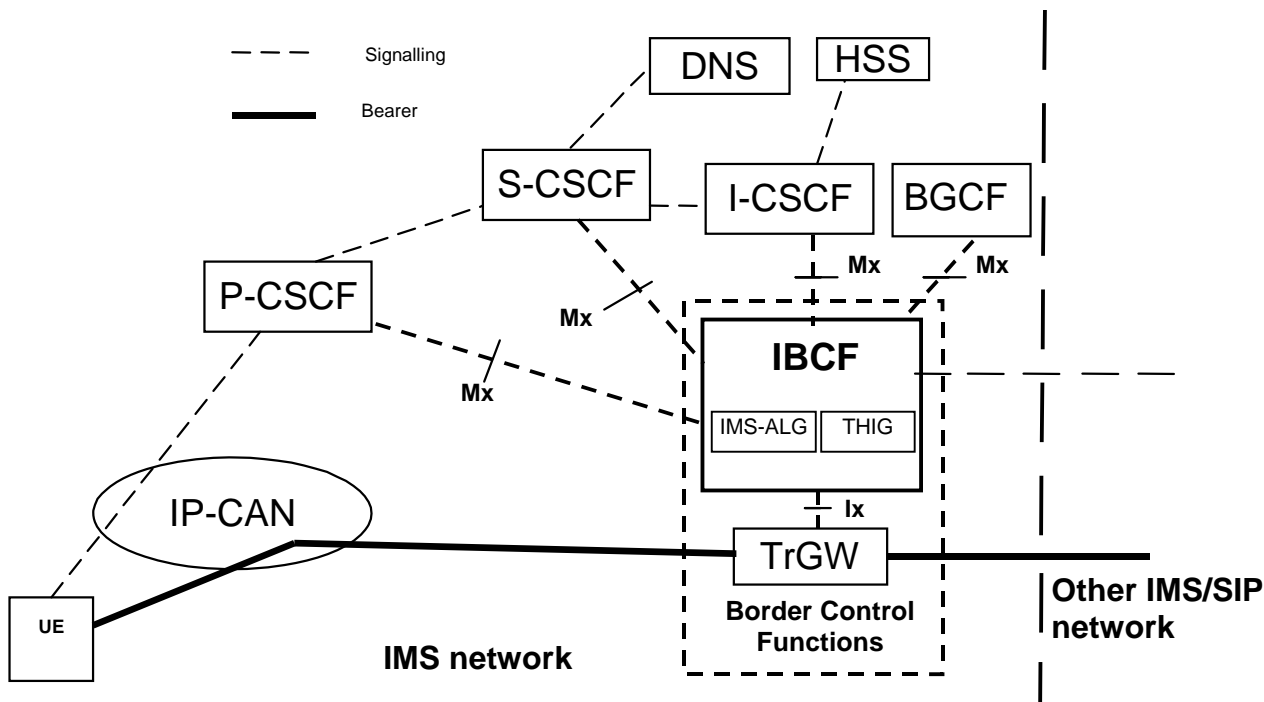 Signalling
Bearer
DNS
HSS
S-CSCF
I-CSCF
BGCF
P-CSCF
Mx
Mx
Mx
Mx
IBCF
IMS-ALG
THIG
IP-CAN
Ix
TrGW
UE
Border Control
Functions
Other IMS/SIP
network
IMS network